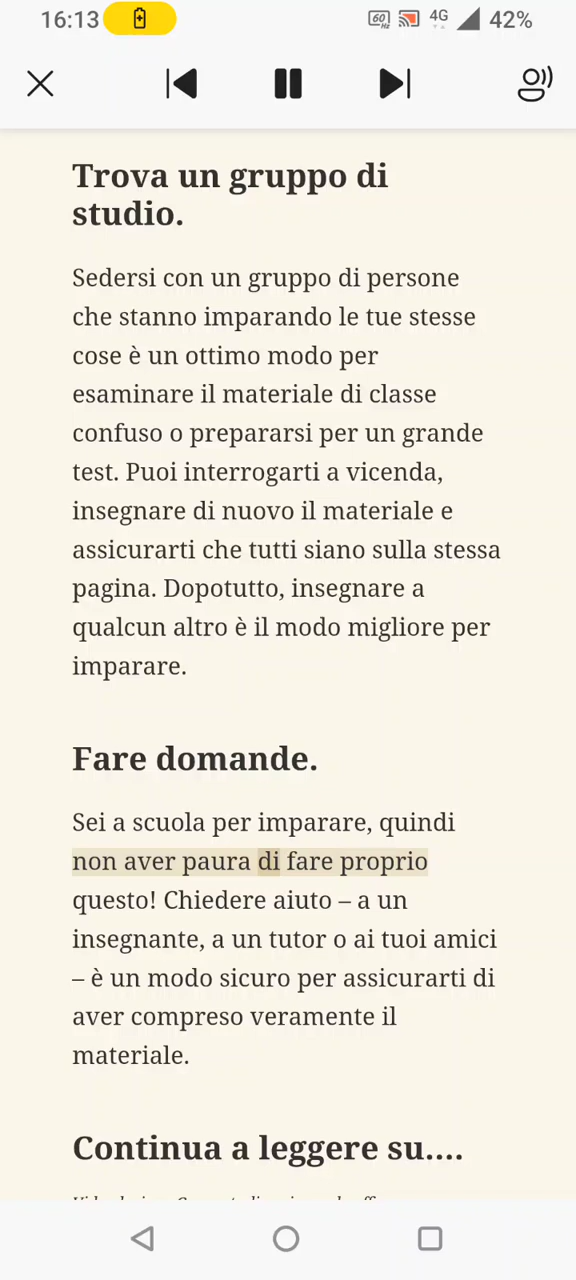 16:13
60Hz
4G
42%
Trova un gruppo di
studio.
Sedersi con un gruppo di persone
che stanno imparando le tue stesse
cose è un ottimo modo per
esaminare il materiale di classe
confuso o prepararsi per un grande
test. Puoi interrogarti a vicenda,
insegnare di nuovo il materiale e
assicurarti che tutti siano sulla stessa
pagina. Dopotutto, insegnare a
qualcun altro è il modo migliore per
imparare.
Fare domande.
Sei a scuola per imparare, quindi
non aver paura di fare proprio
questo! Chiedere aiuto – a un
insegnante, a un tutor o ai tuoi amici
– è un modo sicuro per assicurarti di
aver compreso veramente il
materiale.
Continua a leggere su....